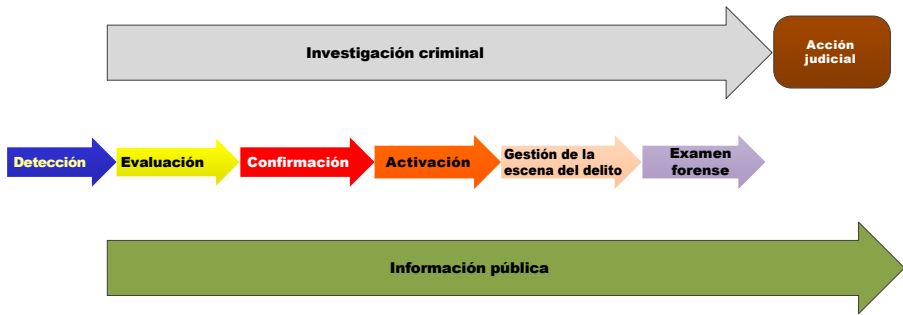 Investigación criminal
Acción
judicial
Detección
Evaluación
Confirmación
Activación
Gestión de la
escena del delito
Examen
forense
Información pública